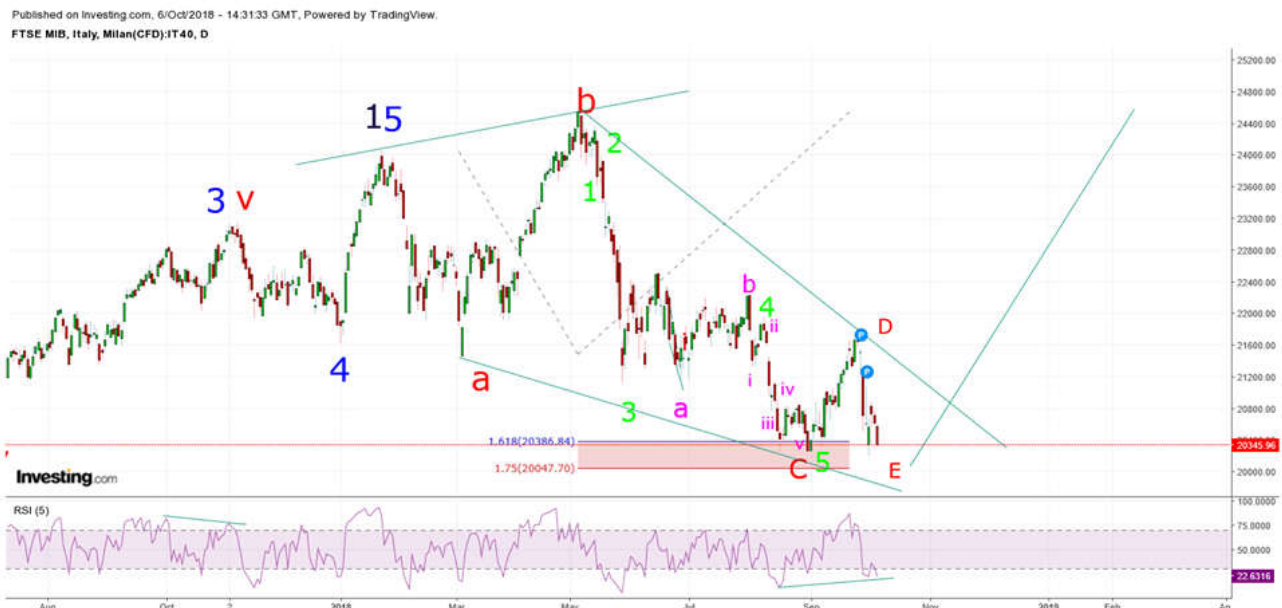 Published on Investing.com, 6/Oct/2018 - 14:31:33 GMT, Powered by TradingView.
FTSE MIB, Italy, Milan(CFD):IT40, D
25200.00
24800.00
24400.00
24000.00
23600.00
23200.00
22800.00
22400.00
22000.00
21600.00
21200.00
20800.00
20345.96
20000.00
15
b
2
1
3 v
4
a
3
a
b
4
ii
i
iv
iii
v
C 5
D
E
P
P
1.618(20386.84)
1.75(20047.70)
Investing.com
RSI (5)
100.0000
75.0000
50.0000
22.6316
Aug Oct 2 2018 Mar May Jul Sep Nov 2019 Feb